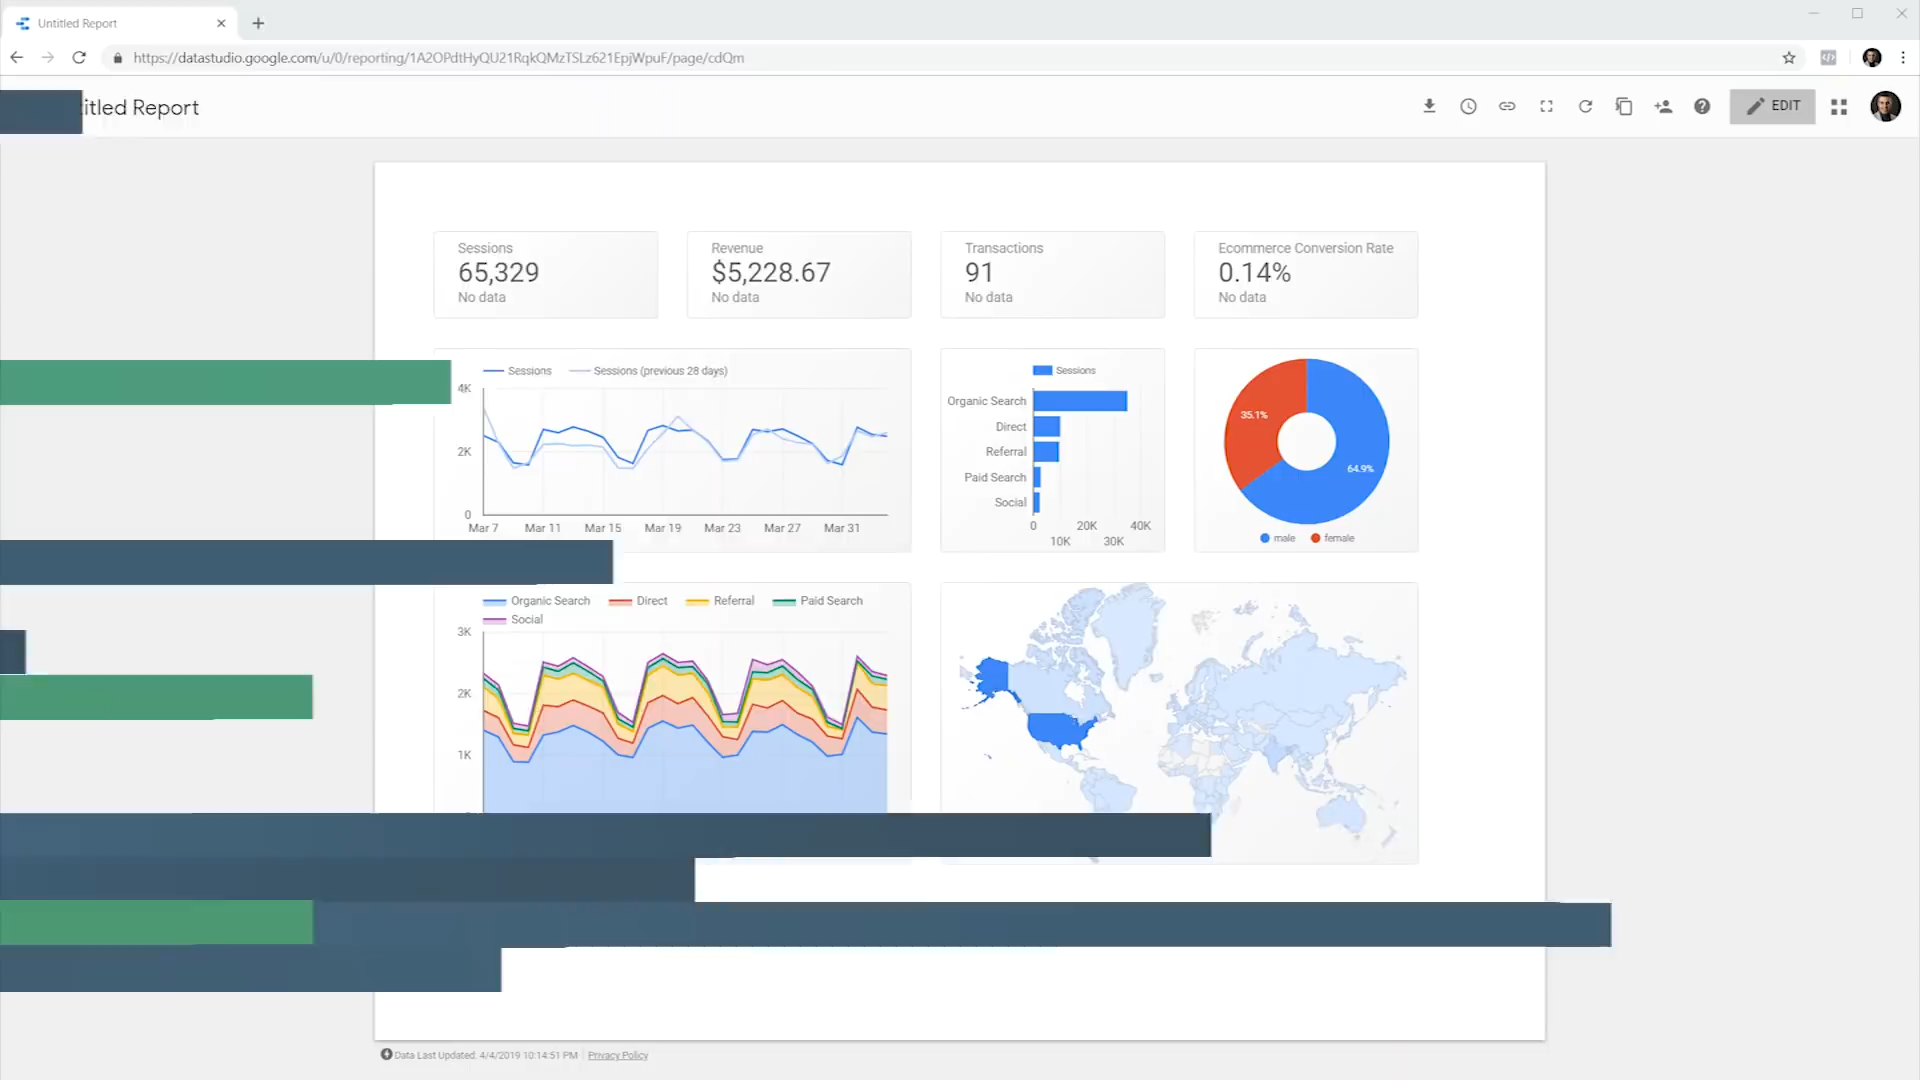 Untitled Report
https://datastudio.google.com/u/0/reporting/1A2OPdtHyQU21RqkQMzTSLz621EpjWpuF/page/cdQm
titled Report
EDIT
Sessions
65,329
No data
Revenue
$5,228.67
No data
Transactions
91
No data
Ecommerce Conversion Rate
0.14%
No data
Sessions Sessions (previous 28 days)
4K
2K
0
Mar 7 Mar 11 Mar 15 Mar 19 Mar 23 Mar 27 Mar 31
Sessions
Organic Search
Direct
Referral
Paid Search
Social
0 20K 40K
10K 30K
35.1%
64.9%
male female
Organic Search Direct Referral Paid Search
Social
3K
2K
1K
Data Last Updated: 4/4/2019 10:14:51 PM Privacy Policy